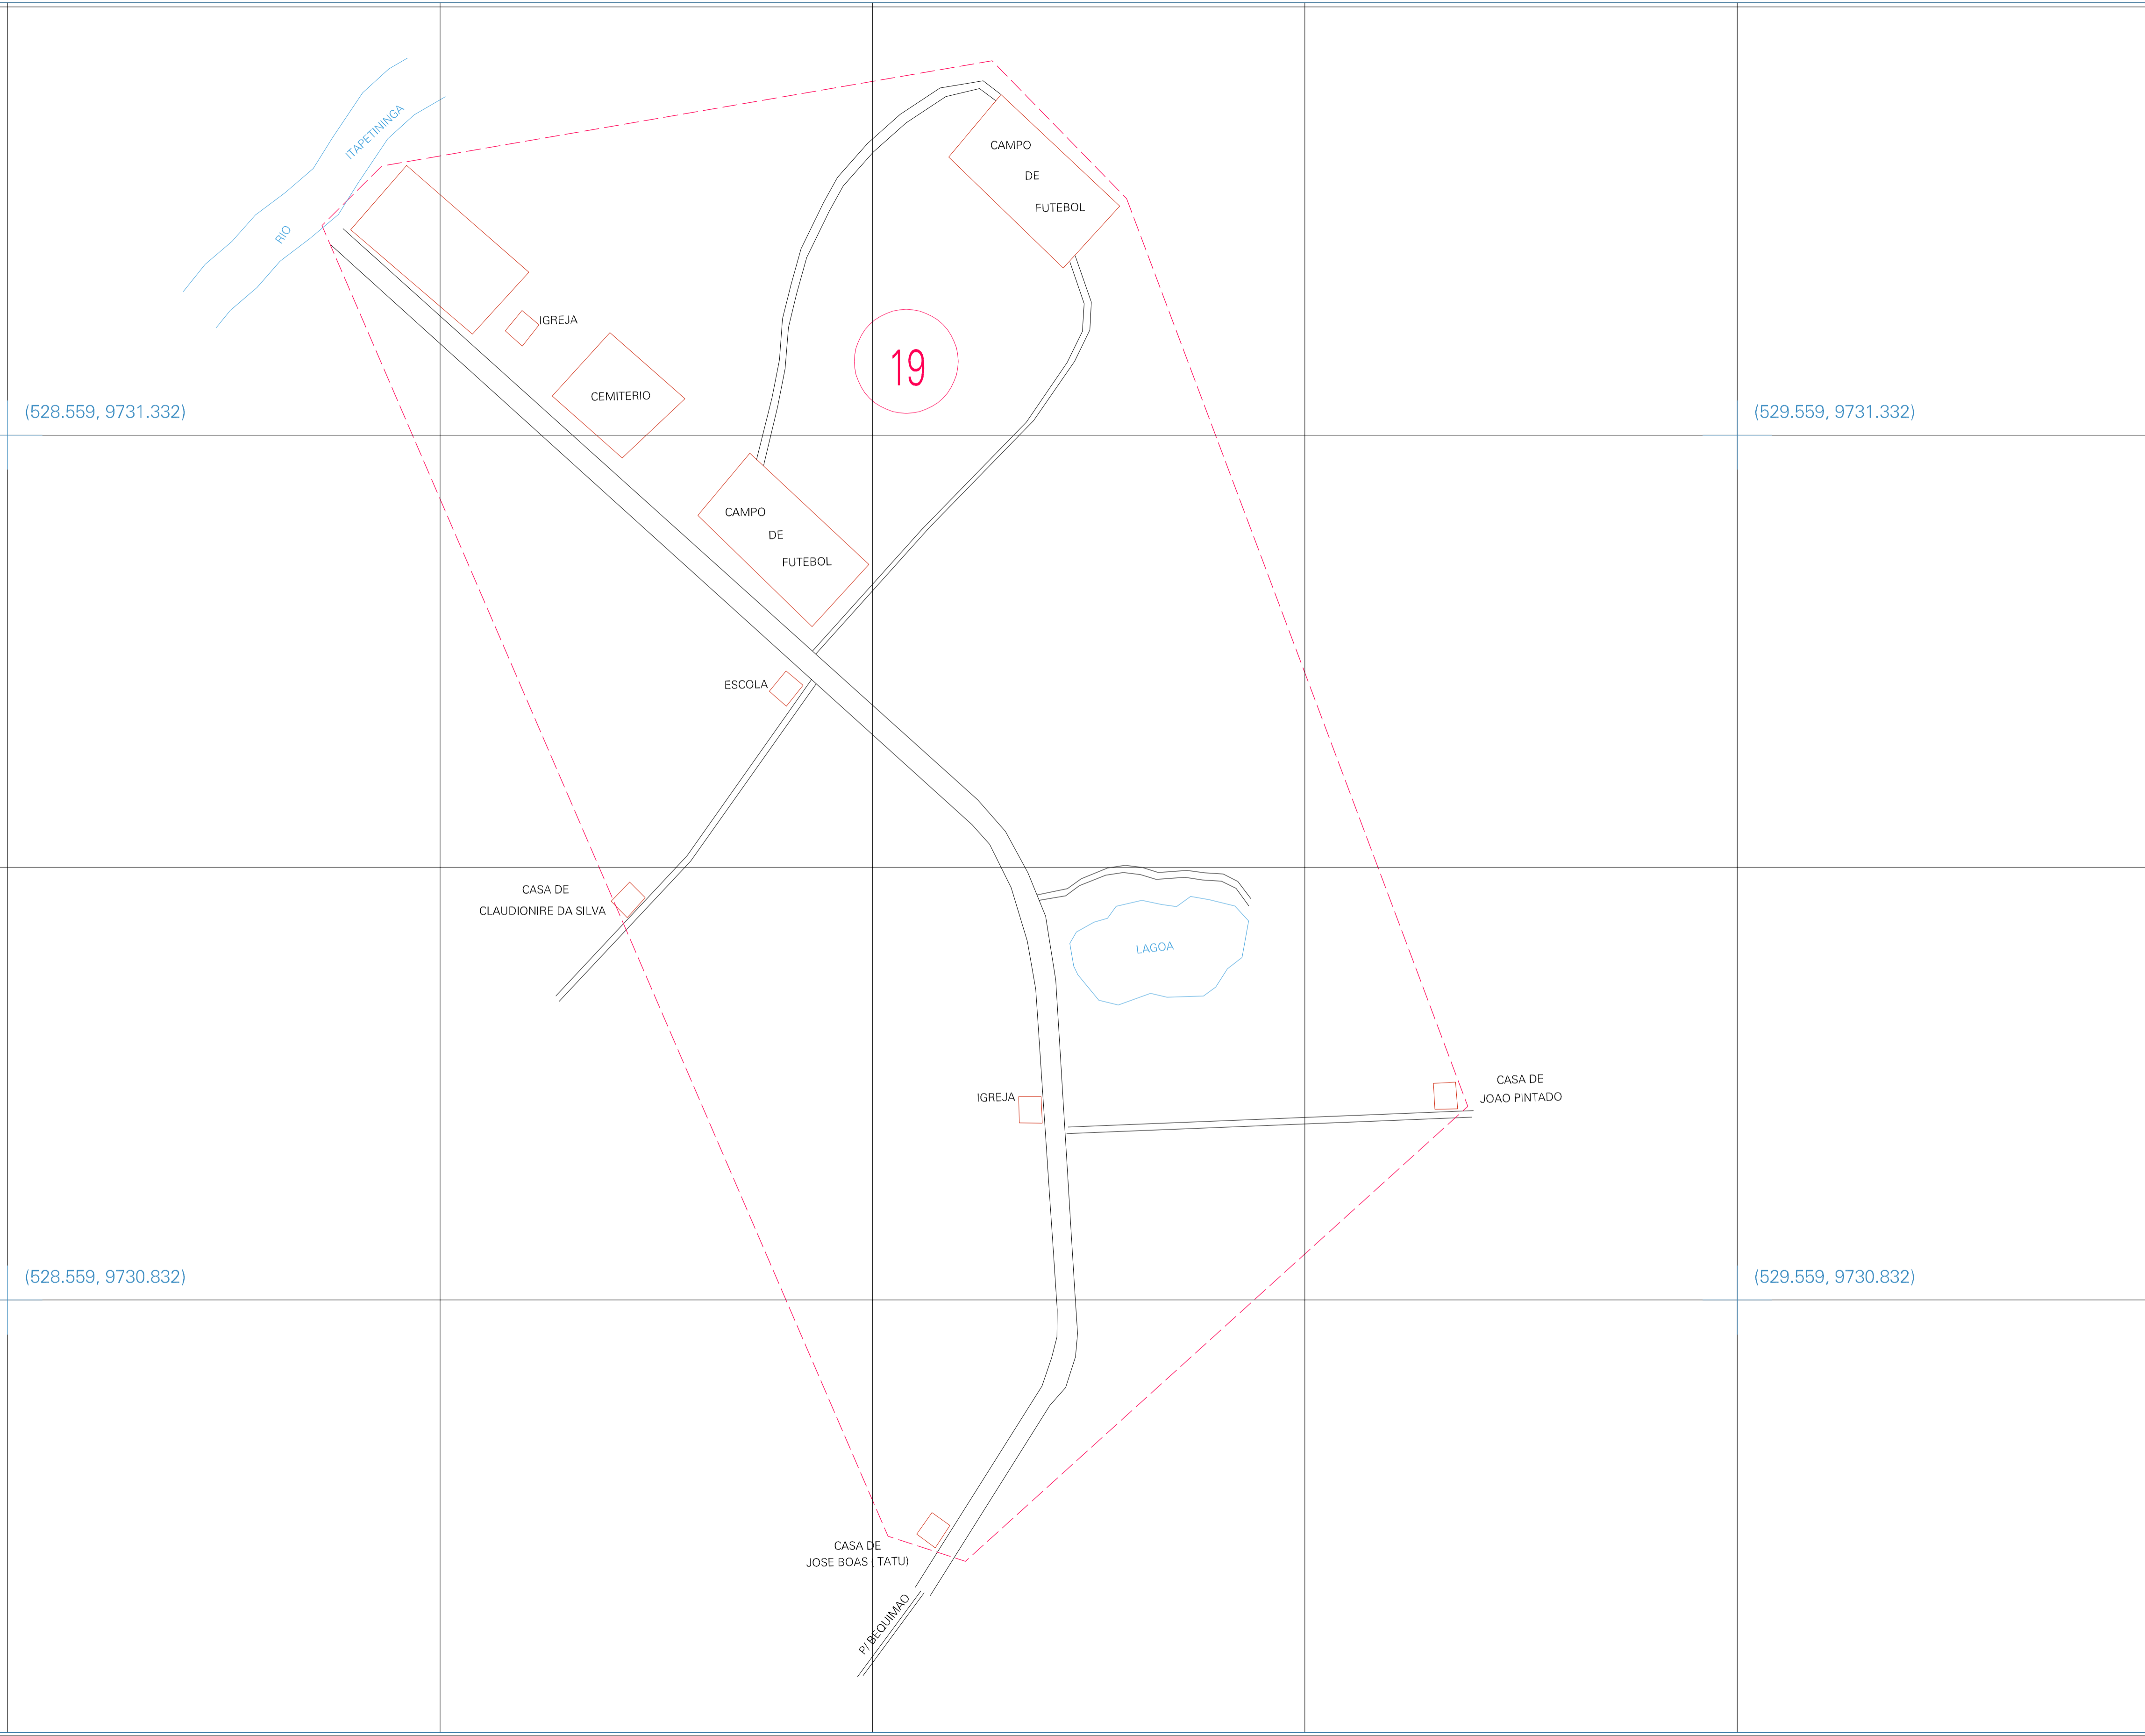 ITAPETININGA
RIO
CAMPO
DE
FUTEBOL
IGREJA
19
CEMITERIO
(528.559, 9731.332)
(529.559, 9731.332)
CAMPO
DE
FUTEBOL
ESCOLA
CASA DE
CLAUDIONIRE DA SILVA
LAGOA
IGREJA
CASA DE
JOAO PINTADO
(528.559, 9730.832)
(529.559, 9730.832)
CASA DE
JOSE BOAS ( TATU)
P/ BEQUIMAO